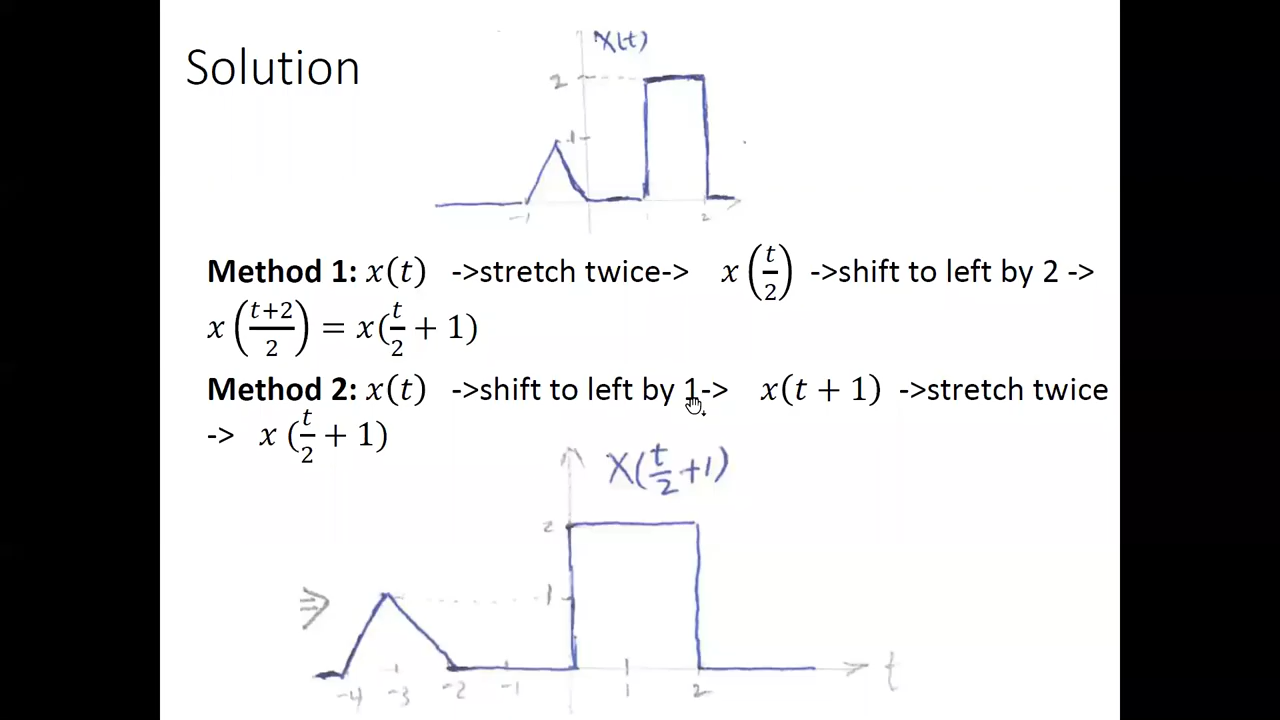 Solution
X(t)
2
1
-1
1
2
Method 1: x(t) ->stretch twice-> x(t/2) ->shift to left by 2 ->
x((t+2)/2) = x(t/2 + 1)
Method 2: x(t) ->shift to left by 1-> x(t + 1) ->stretch twice
-> x (t/2 + 1)
X(t/2+1)
2
1
⇒
-4 -3 -2 -1 1 2 t